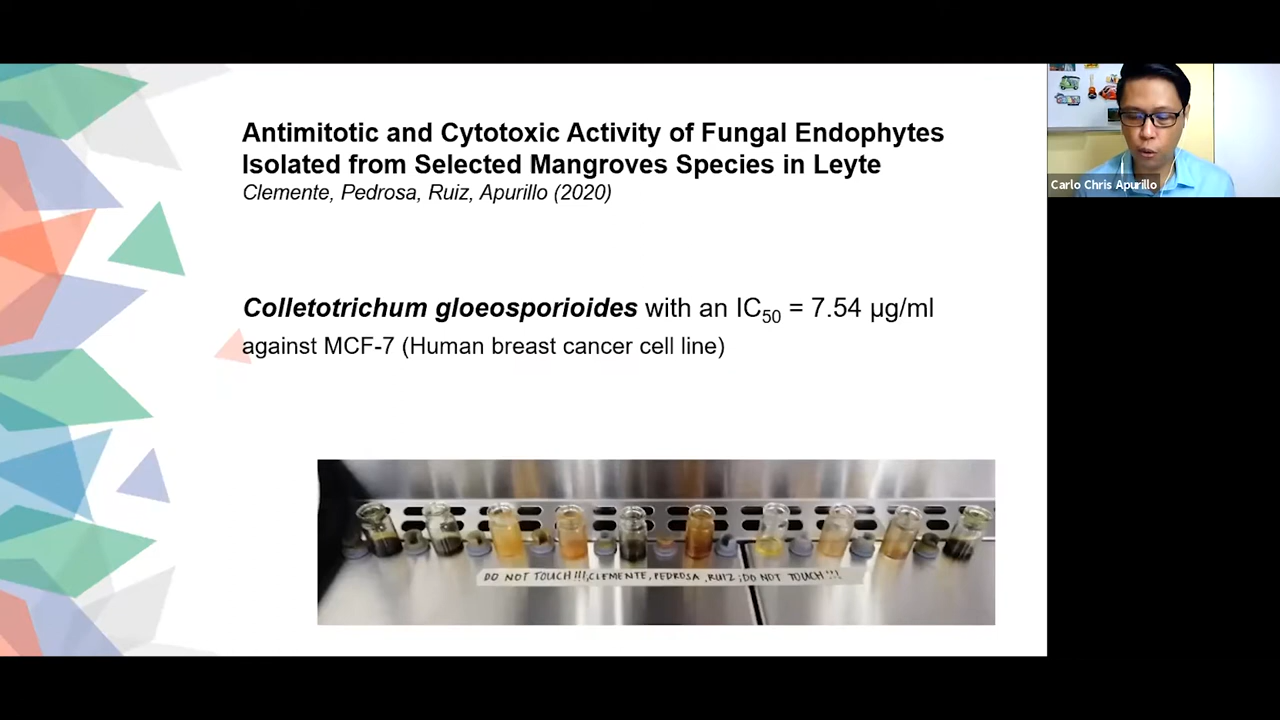 Antimitotic and Cytotoxic Activity of Fungal Endophytes
Isolated from Selected Mangroves Species in Leyte
Clemente, Pedrosa, Ruiz, Apurillo (2020)
Colletotrichum gloeosporioides with an IC50 = 7.54 µg/ml
against MCF-7 (Human breast cancer cell line)
DO NOT TOUCH!!!, CLEMENTE, PEDROSA, RUIZ; DO NOT TOUCH!!!
Carlo Chris Apurillo